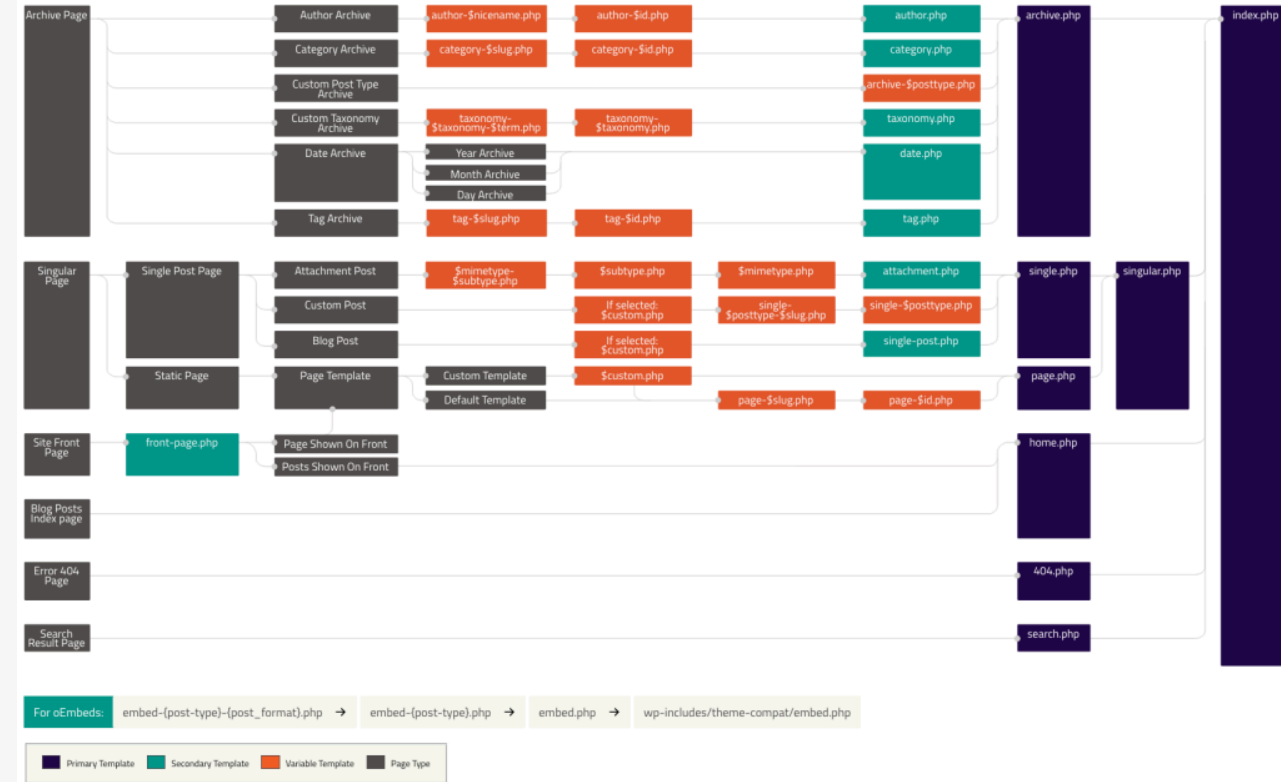 Archive Page
Author Archive
author-$nicename.php
author-$id.php
author.php
archive.php
index.php
Category Archive
category-$slug.php
category-$id.php
category.php
Custom Post Type
Archive
archive-$posttype.php
Custom Taxonomy
Archive
taxonomy-
$taxonomy-$term.php
taxonomy-
$taxonomy.php
taxonomy.php
Date Archive
Year Archive
Month Archive
Day Archive
date.php
Tag Archive
tag-$slug.php
tag-$id.php
tag.php
Singular
Page
Single Post Page
Attachment Post
$mimetype-
$subtype.php
$subtype.php
$mimetype.php
attachment.php
single.php
singular.php
Custom Post
If selected:
$custom.php
single-
$posttype-$slug.php
single-$posttype.php
Blog Post
If selected:
$custom.php
single-post.php
Static Page
Page Template
Custom Template
$custom.php
page.php
Default Template
page-$slug.php
page-$id.php
Site Front
Page
front-page.php
Page Shown On Front
Posts Shown On Front
home.php
Blog Posts
Index page
Error 404
Page
404.php
Search
Result Page
search.php
For oEmbeds:
embed-{post-type}-{post_format}.php →
embed-{post-type}.php →
embed.php →
wp-includes/theme-compat/embed.php
Primary Template
Secondary Template
Variable Template
Page Type